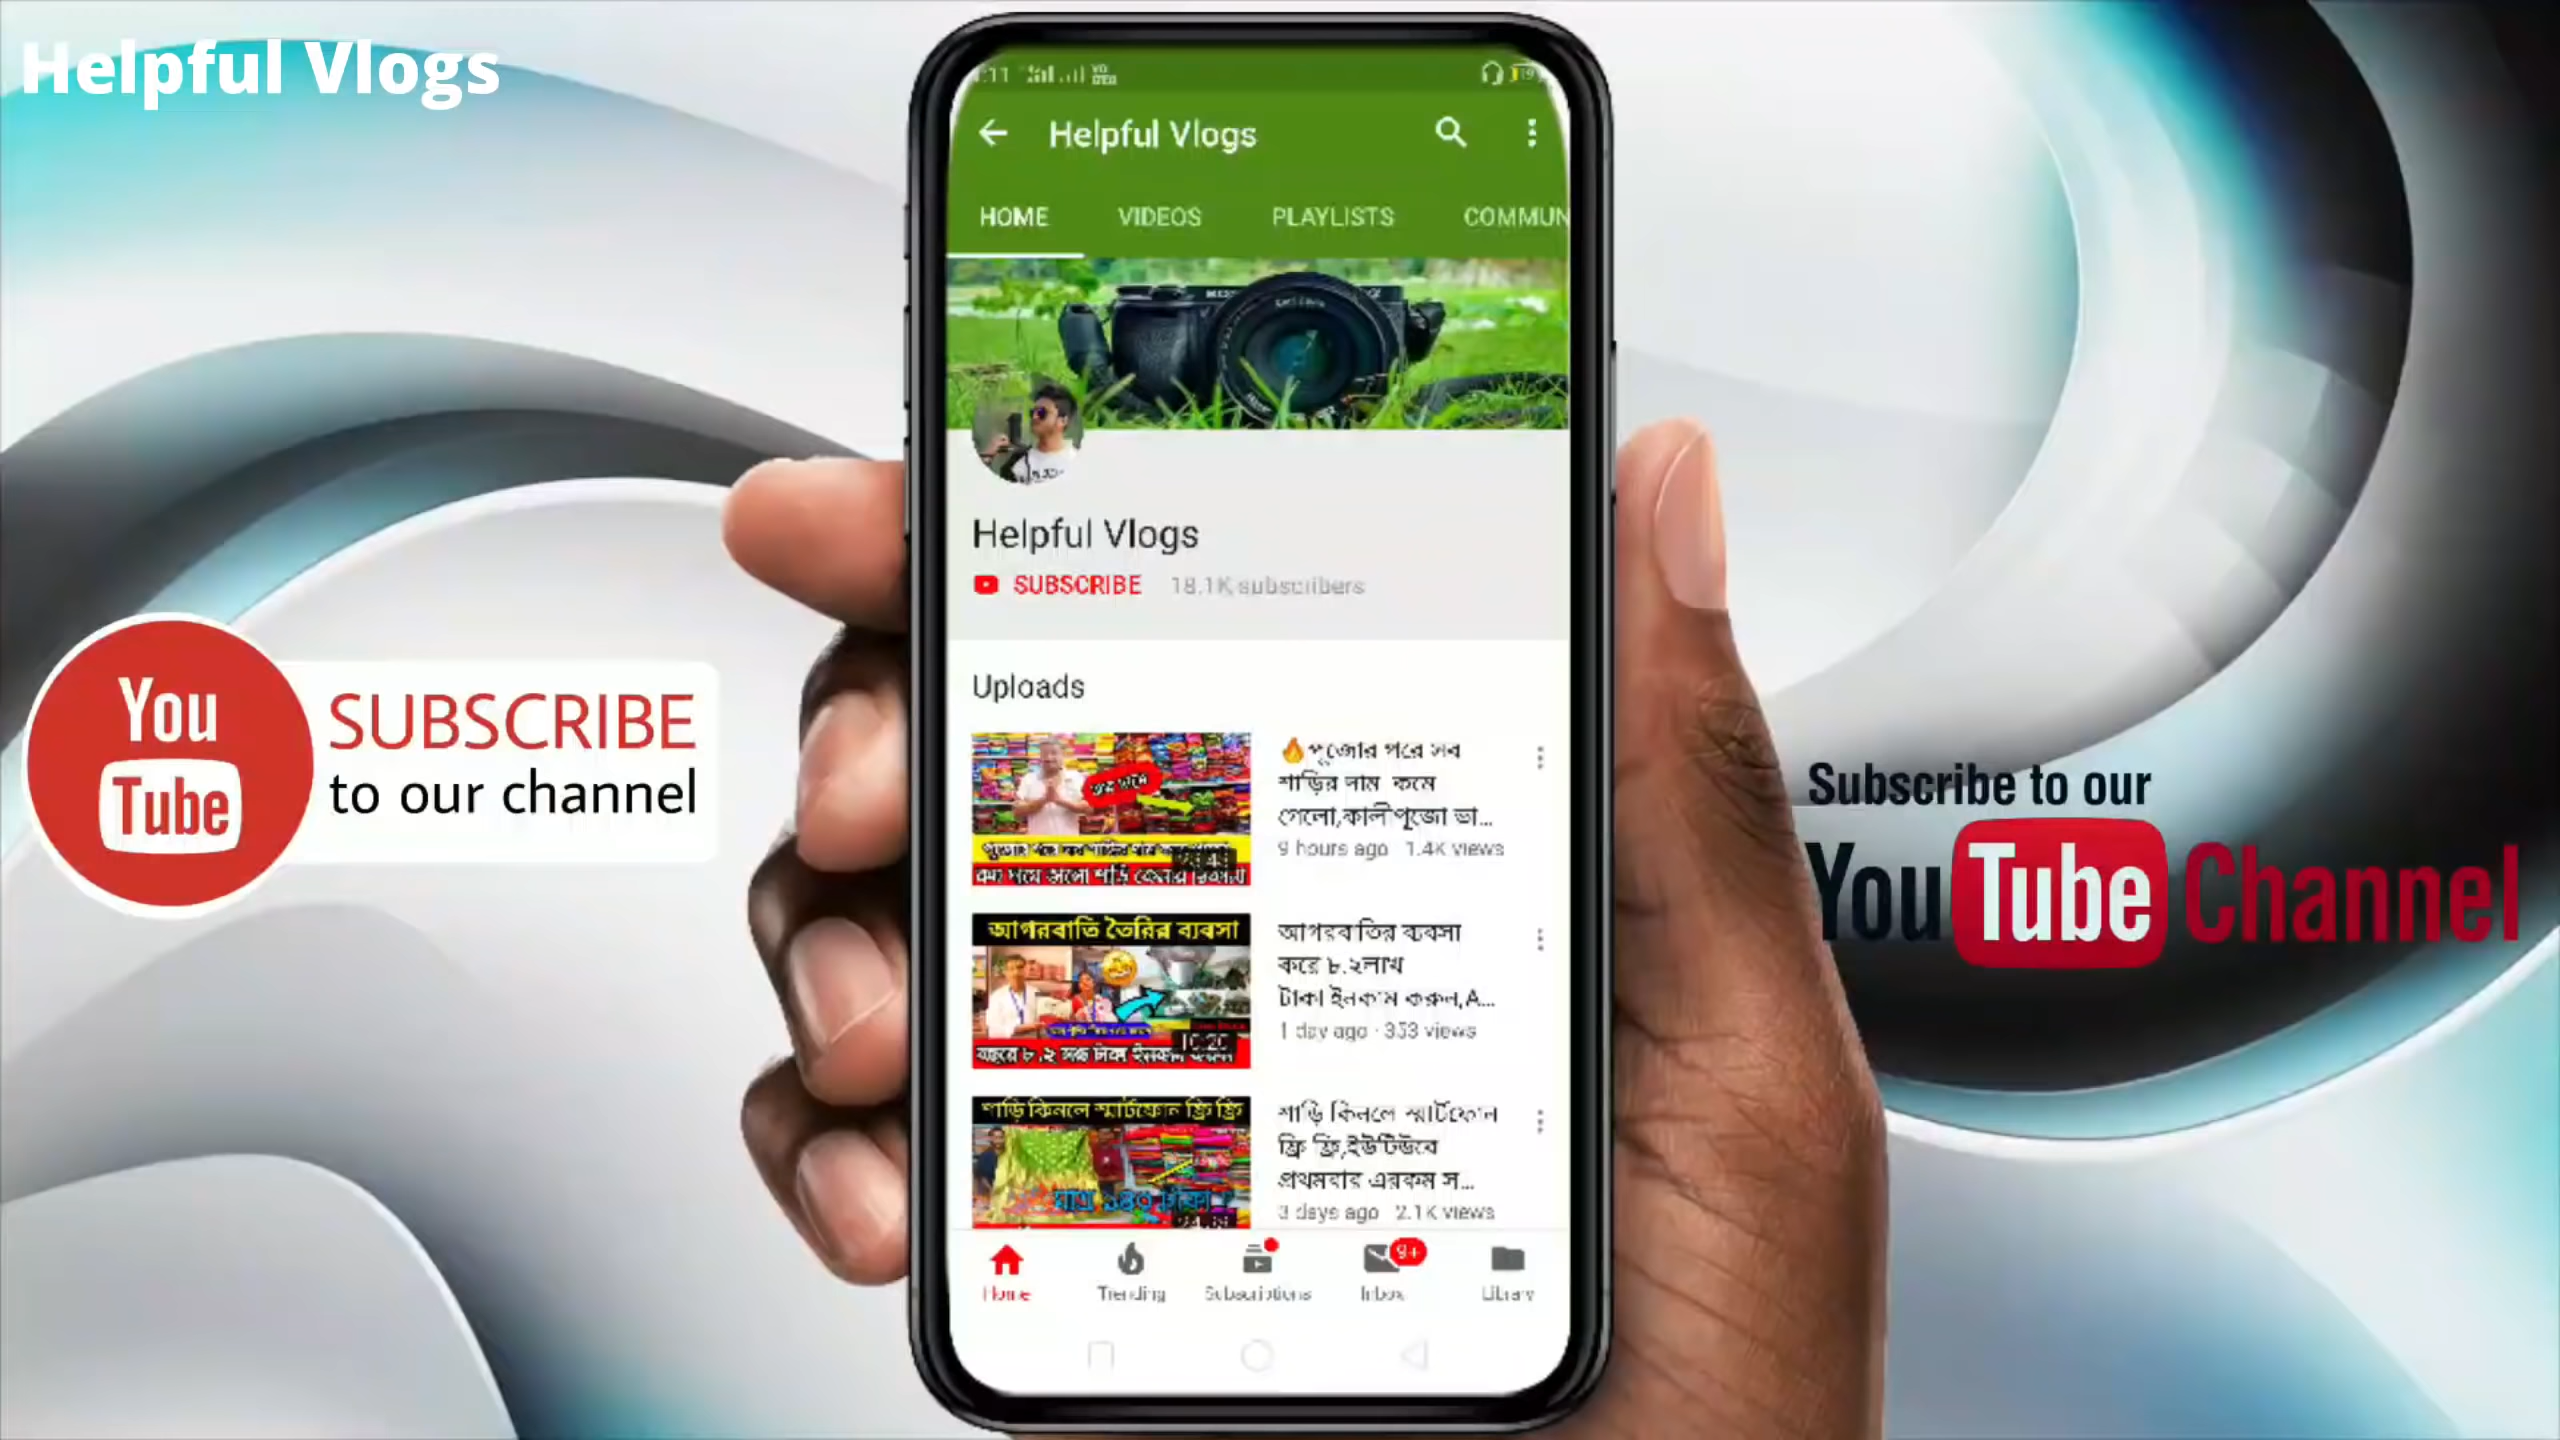 Helpful Vlogs
Helpful Vlogs
HOME VIDEOS PLAYLISTS COMMUN
Helpful Vlogs
SUBSCRIBE 18.1K subscribers
Uploads
🔥পুজোর পরে সব
শাড়ির দাম কমে
গেলো,কালীপুজো ভা...
9 hours ago 1.4K views
আগরবাতি তৈরির ব্যবসা
আগরবাতির ব্যবসা
করে ৮.২লাখ
টাকা ইনকাম করুন,A...
1 day ago · 353 views
10:20
শাড়ি কিনলে স্মার্টফোন ফ্রি ফ্রি
মাত্র ১৪০ টাকা
শাড়ি কিনলে স্মার্টফোন
ফ্রি ফ্রি,ইউটিউবে
প্রথমবার এরকম স...
3 days ago 2.1K views
Home Trending Subscriptions Inbox 9+ Library
You
Tube
SUBSCRIBE
to our channel
Subscribe to our
YouTube Channel